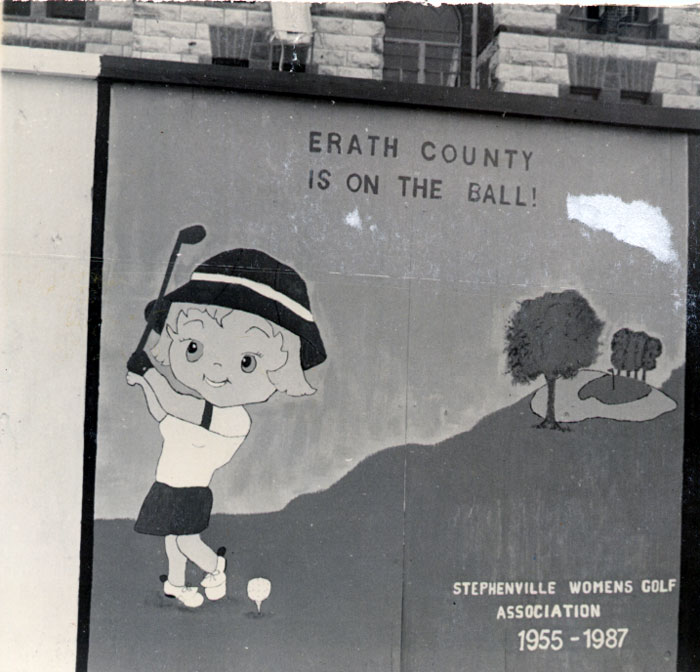 ERATH COUNTY
IS ON THE BALL!
STEPHENVILLE WOMENS GOLF
ASSOCIATION
1955-1987